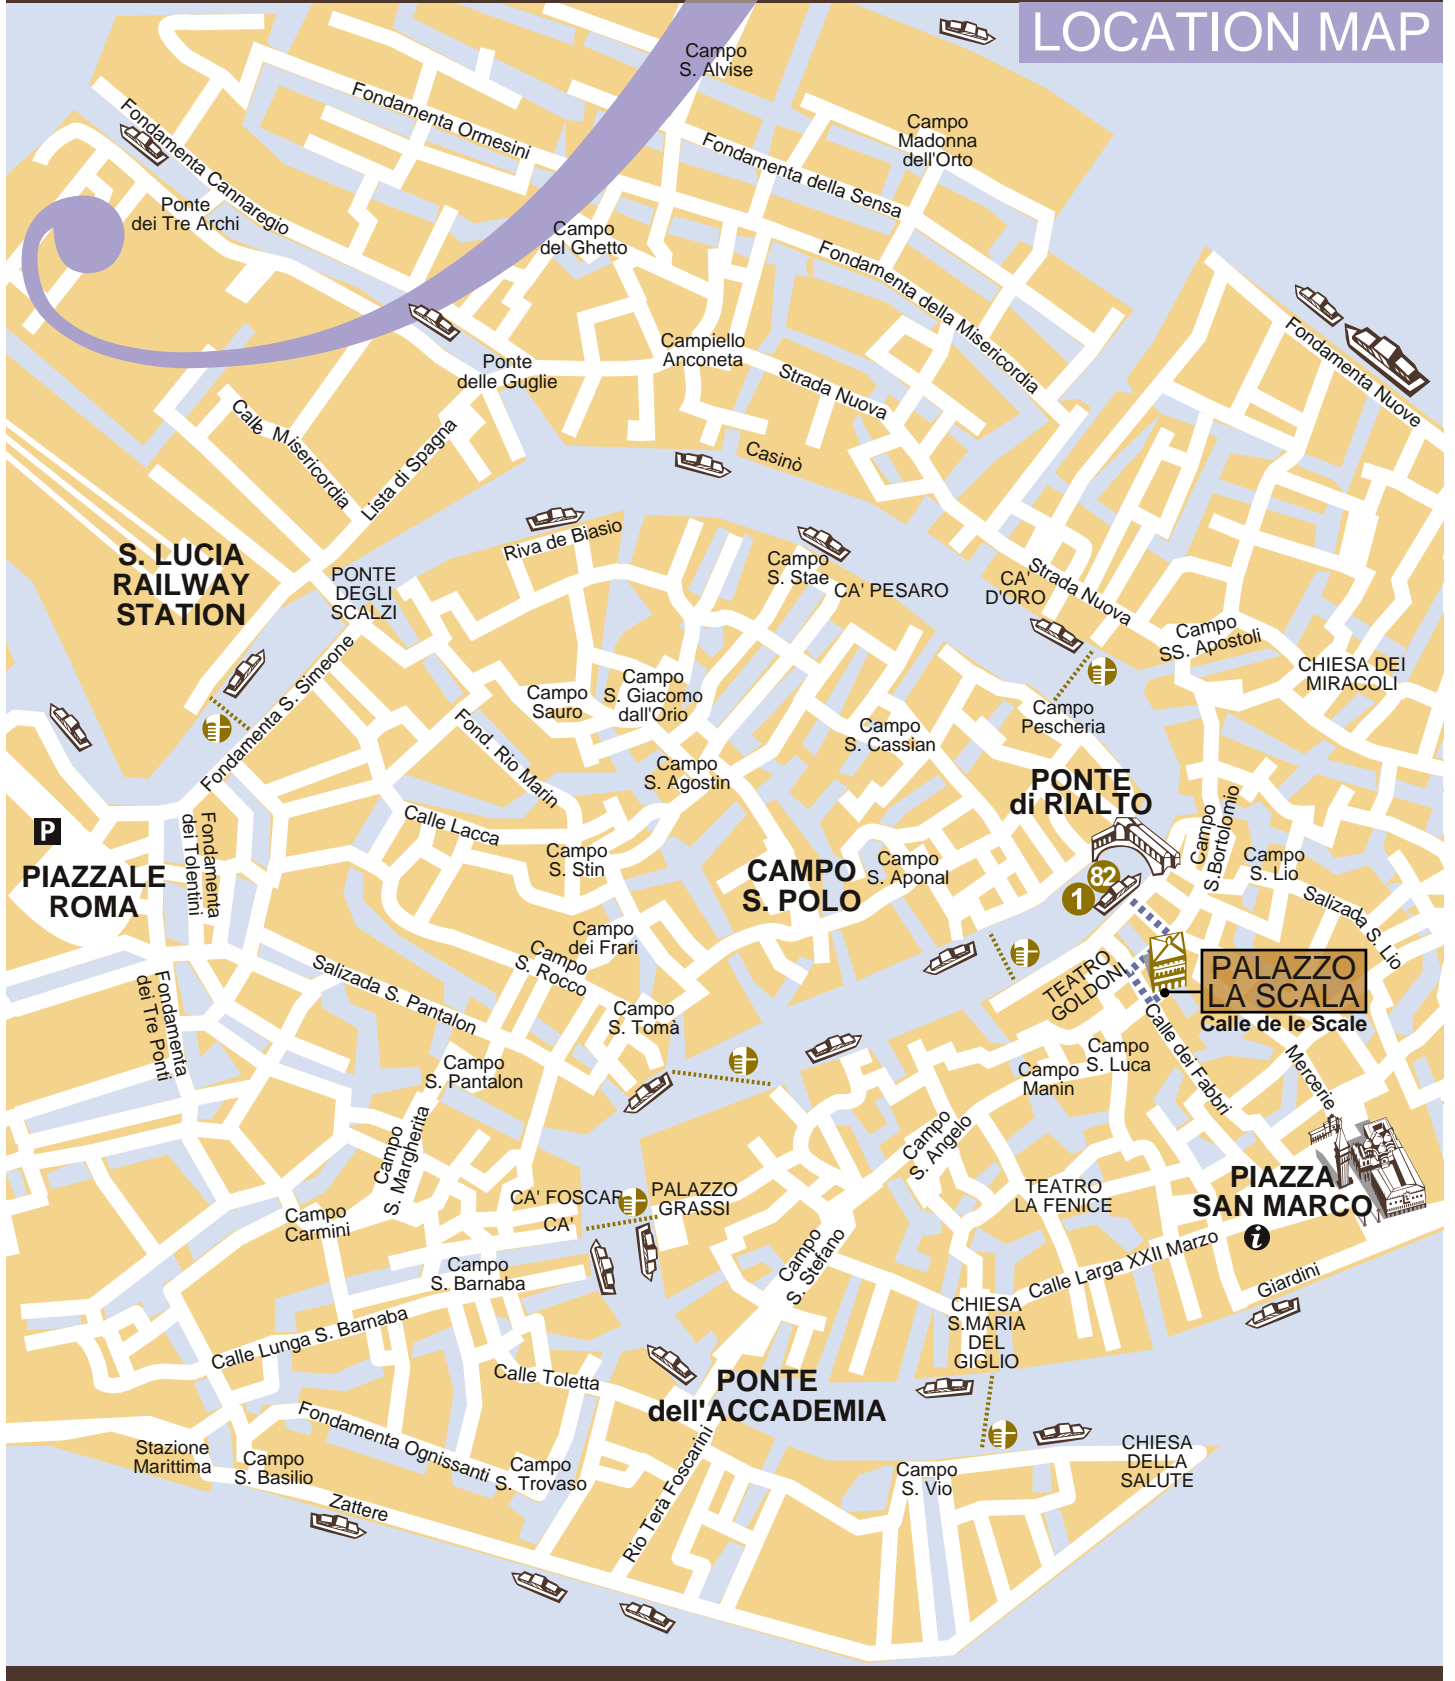 LOCATION MAP
Campo
S. Alvise
Fondamenta Ormesini
Fondamenta Cannaregio
Campo
Madonna
dell'Orto
Fondamenta della Sensa
Ponte
dei Tre Archi
Campo
del Ghetto
Fondamenta della Misericordia
Fondamenta Nuove
Campiello
Anconeta
Ponte
delle Guglie
Strada Nuova
Calle Misericordia
Lista di Spagna
Casinò
Riva de Biasio
S. LUCIA
RAILWAY
STATION
PONTE
DEGLI
SCALZI
Campo
S. Stae
CA' PESARO
CA'
D'ORO
Strada Nuova
Campo
SS. Apostoli
CHIESA DEI
MIRACOLI
Fondamenta S. Simeone
Campo
Sauro
Campo
S. Giacomo
dall'Orio
Fond. Rio Marin
Campo
S. Cassian
Campo
Pescheria
Campo
S. Agostin
PONTE
di RIALTO
Calle Lacca
Campo
S. Stin
Campo
S.Bortolomio
P
PIAZZALE
ROMA
Fondamenta
dei Tolentini
CAMPO
S. POLO
Campo
S. Aponal
82
1
Campo
S. Lio
Salizada S. Lio
Campo
dei Frari
Campo
S. Rocco
Salizada S. Pantalon
Fondamenta
dei Tre Ponti
TEATRO
GOLDONI
PALAZZO
LA SCALA
Calle de le Scale
Campo
S. Tomà
Calle dei Fabbri
Mercerie
Campo
S. Luca
Campo
Manin
Campo
S. Pantalon
Campo
S. Margherita
Campo
S. Angelo
PIAZZA
SAN MARCO
i
TEATRO
LA FENICE
CA' FOSCAR
CA'
PALAZZO
GRASSI
Campo
Carmini
Campo
S. Stefano
Calle Larga XXII Marzo
Giardini
Campo
S. Barnaba
Calle Lunga S. Barnaba
CHIESA
S.MARIA
DEL
GIGLIO
Calle Toletta
PONTE
dell'ACCADEMIA
Fondamenta Ognissanti
Stazione
Marittima
Campo
S. Basilio
Campo
S. Trovaso
Rio Terà Foscarini
Campo
S. Vio
CHIESA
DELLA
SALUTE
Zattere